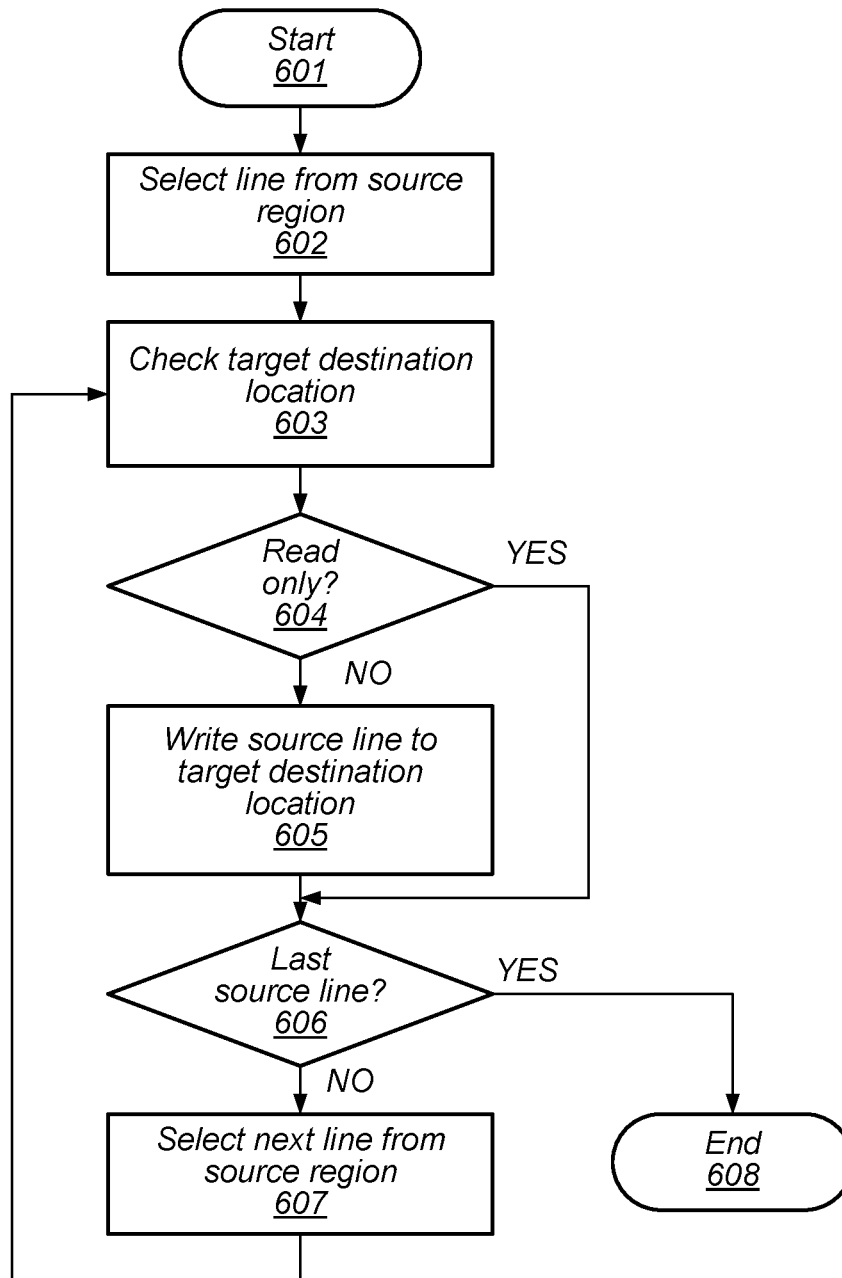 Start
601
Select line from source
region
602
Check target destination
location
603
Read
only?
604
YES
NO
Write source line to
target destination
location
605
Last
source line?
606
YES
NO
Select next line from
source region
607
End
608